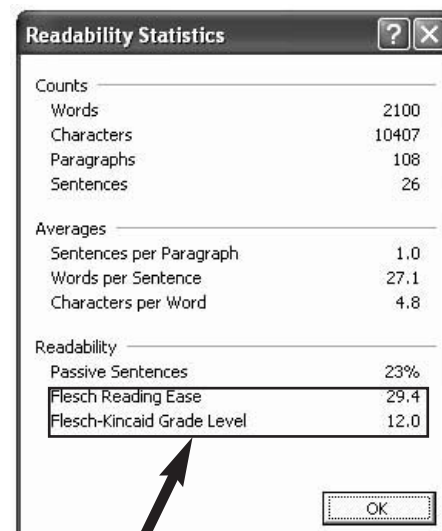 Readability Statistics
Counts
Words 2100
Characters 10407
Paragraphs 108
Sentences 26
Averages
Sentences per Paragraph 1.0
Words per Sentence 27.1
Characters per Word 4.8
Readability
Passive Sentences 23%
Flesch Reading Ease 29.4
Flesch-Kincaid Grade Level 12.0
OK